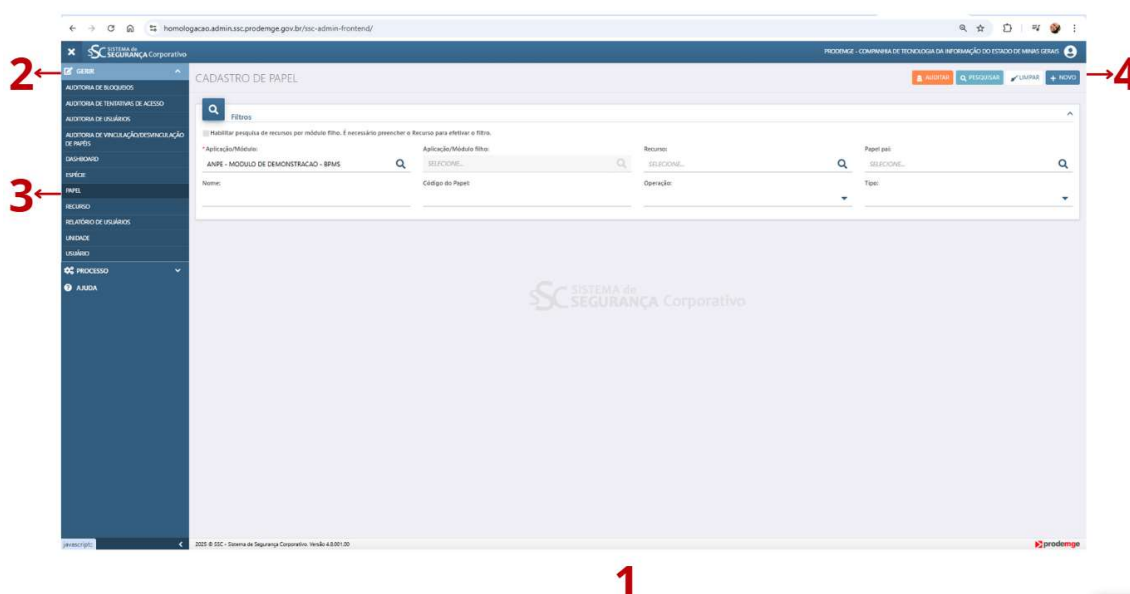 homologacao.admin.ssc.prodemge.gov.br/ssc-admin-frontend/
SSC SISTEMA de SEGURANÇA Corporativo
PRODEMGE - COMPANHIA DE TECNOLOGIA DA INFORMAÇÃO DO ESTADO DE MINAS GERAIS
2
GERIR
CADASTRO DE PAPEL
AUDITAR
PESQUISAR
LIMPAR
+ NOVO
4
AUDITORIA DE BLOQUEIOS
AUDITORIA DE TENTATIVAS DE ACESSO
AUDITORIA DE USUÁRIOS
AUDITORIA DE VINCULAÇÃO/DESVINCULAÇÃO
DE PAPÉIS
DASHBOARD
ESPÉCIE
3
PAPEL
RECURSO
RELATÓRIO DE USUÁRIOS
UNIDADE
USUÁRIO
PROCESSO
AJUDA
Filtros
Habilitar pesquisa de recursos por módulo filho. É necessário preencher o Recurso para efetivar o filtro.
*Aplicação/Módulo:
Aplicação/Módulo filho:
Recurso:
Papel pai:
ANPE - MODULO DE DEMONSTRACAO - BPMS
SELECIONE...
SELECIONE...
SELECIONE...
Nome:
Código do Papel:
Operação:
Tipo:
SSC SISTEMA de
SEGURANÇA Corporativo
javascript:
2025 © SSC - Sistema de Segurança Corporativo. Versão 4.0.001.00
prodemge
1